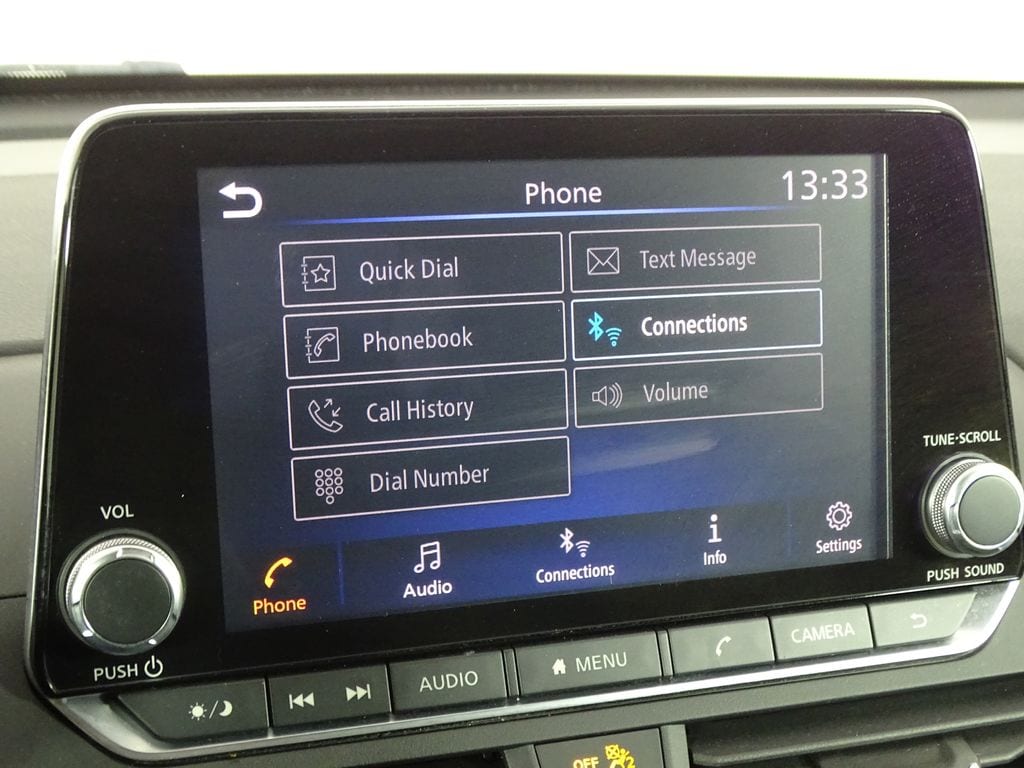 Phone 13:33
Quick Dial Text Message
Phonebook Connections
Call History Volume
Dial Number
Phone Audio Connections Info Settings
VOL
PUSH
TUNE·SCROLL
PUSH SOUND
AUDIO MENU CAMERA
OFF 2